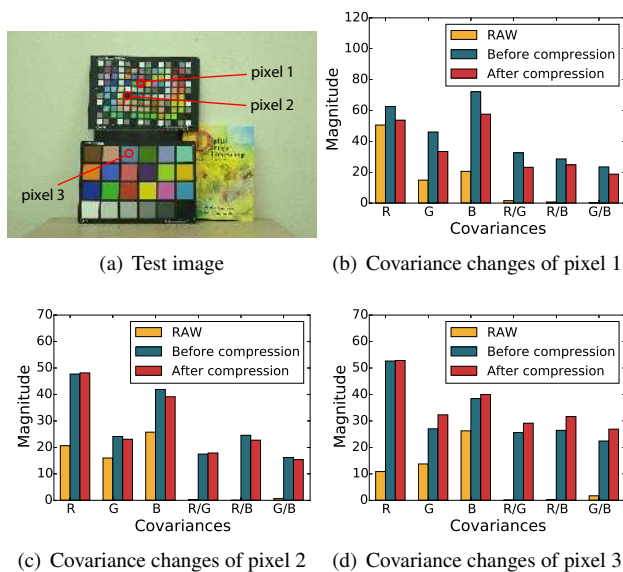 pixel 1
pixel 2
pixel 3
(a) Test image
120
100
80
60
40
20
0
Magnitude
RAW
Before compression
After compression
R G B R/G R/B G/B
Covariances
(b) Covariance changes of pixel 1
70
60
50
40
30
20
10
0
Magnitude
RAW
Before compression
After compression
R G B R/G R/B G/B
Covariances
(c) Covariance changes of pixel 2
70
60
50
40
30
20
10
0
Magnitude
RAW
Before compression
After compression
R G B R/G R/B G/B
Covariances
(d) Covariance changes of pixel 3